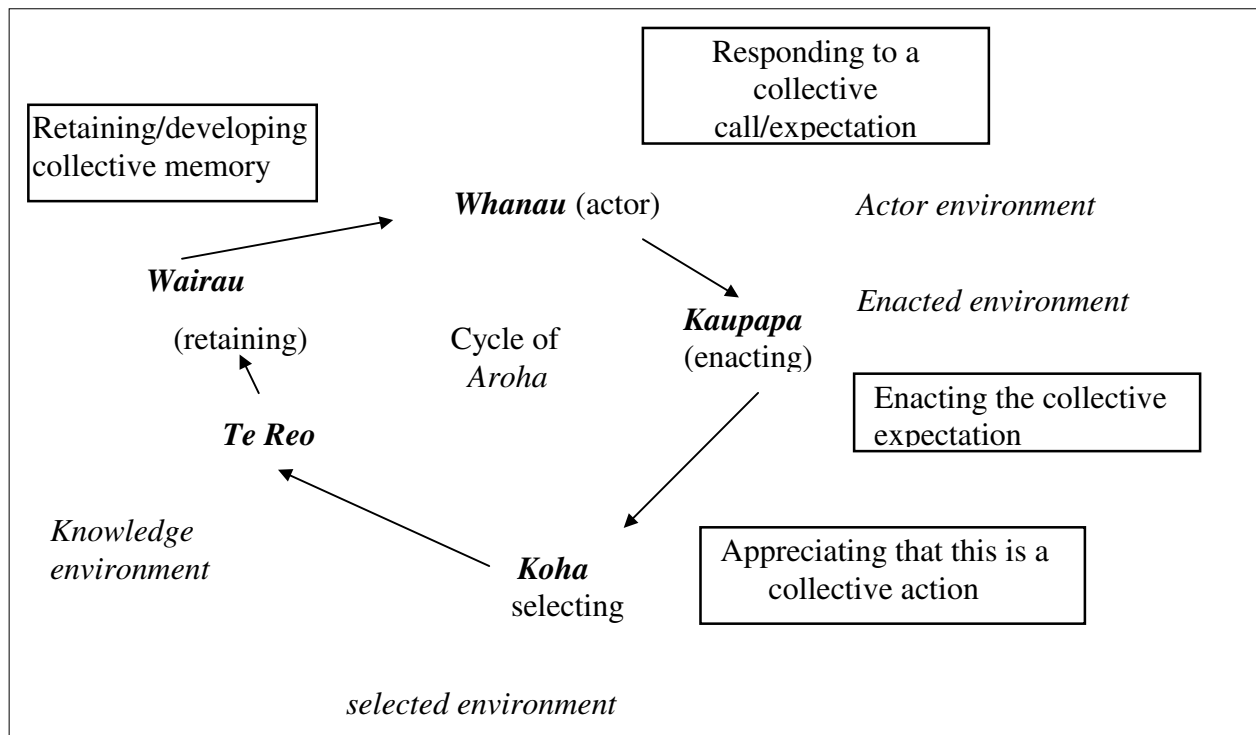 Responding to a
collective
call/expectation
Retaining/developing
collective memory
Whanau (actor)
Actor environment
Wairau
Enacted environment
Kaupapa
(enacting)
(retaining)
Cycle of
Aroha
Enacting the collective
expectation
Te Reo
Knowledge
environment
Koha
selecting
Appreciating that this is a
collective action
selected environment